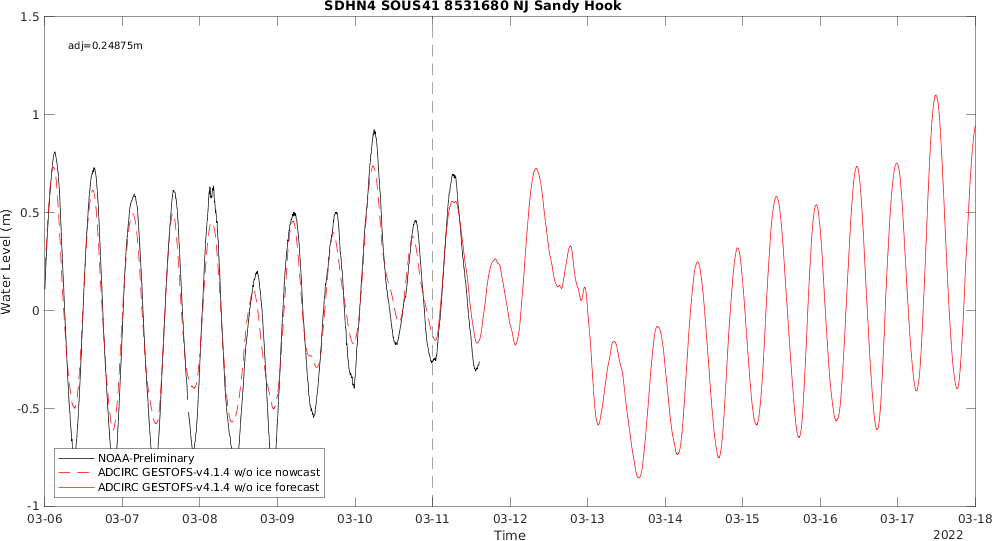 SDHN4 SOUS41 8531680 NJ Sandy Hook
adj=0.24875m
Water Level (m)
1.5
1
0.5
0
-0.5
-1
NOAA-Preliminary
ADCIRC GESTOFS-v4.1.4 w/o ice nowcast
ADCIRC GESTOFS-v4.1.4 w/o ice forecast
03-06 03-07 03-08 03-09 03-10 03-11 03-12 03-13 03-14 03-15 03-16 03-17 03-18
Time
2022